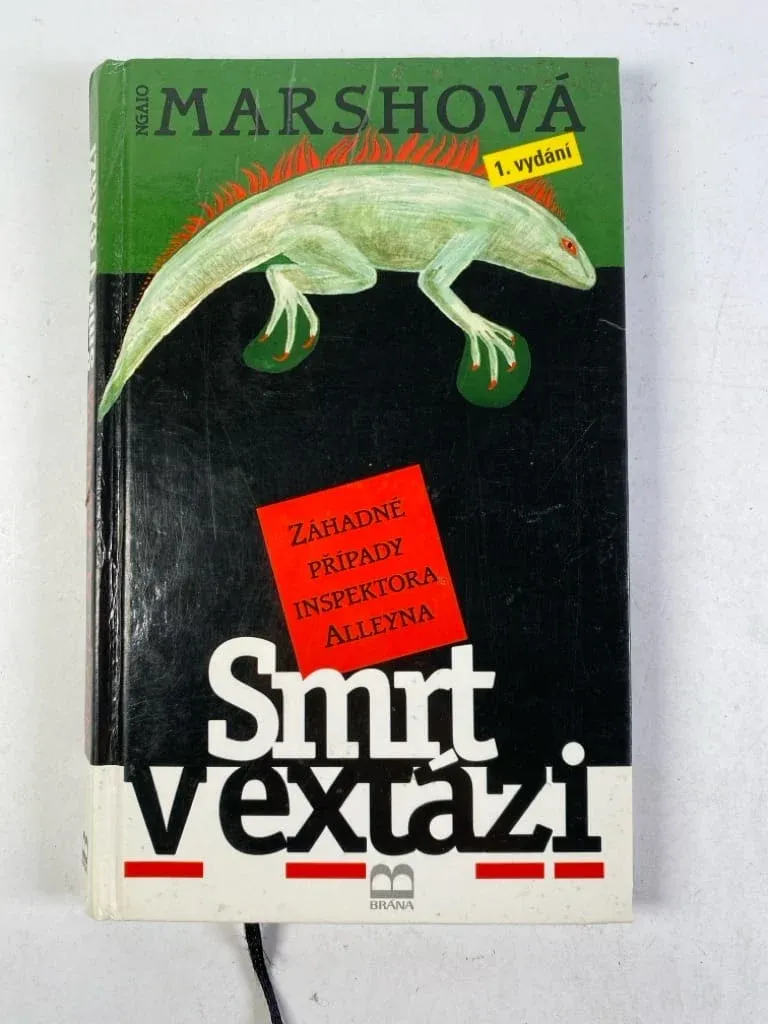 NGAIO
MARSHOVÁ
1. vydání
ZÁHADNÉ
PŘÍPADY
INSPEKTORA
ALLEYNA
Smrt
v extázi
BRÁNA